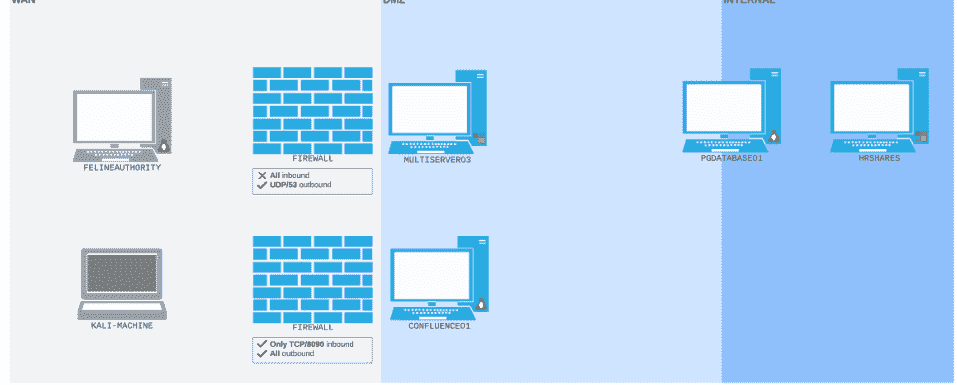 WAN
DMZ
INTERNAL
FELINEAUTHORITY
FIREWALL
All inbound
UDP/53 outbound
MULTISERVER03
PGDATABASE01
HRSHARES
KALI-MACHINE
FIREWALL
Only TCP/8090 inbound
All outbound
CONFLUENCE01